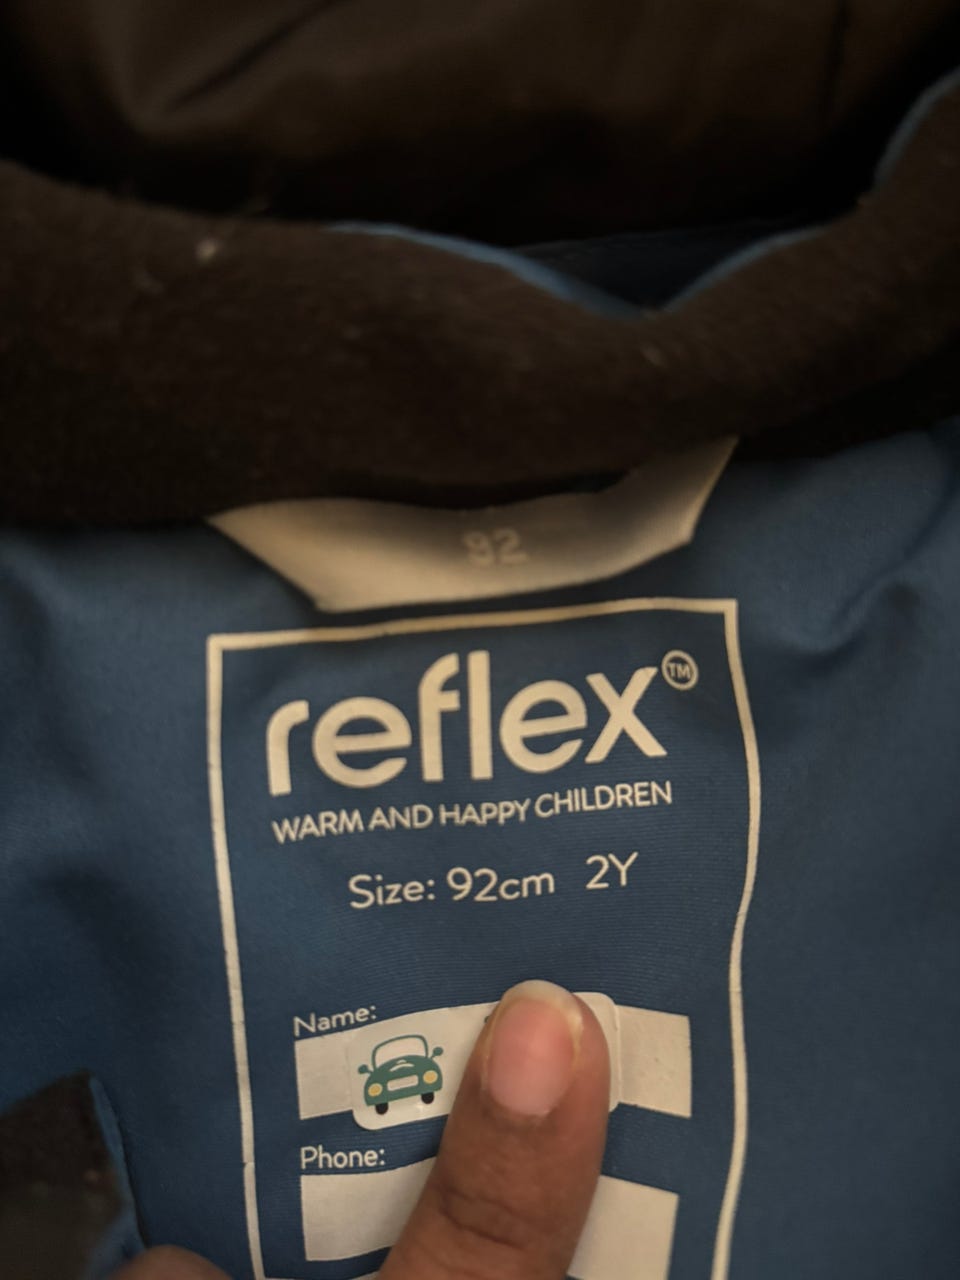 92
reflex™
WARM AND HAPPY CHILDREN
Size: 92cm 2Y
Name:
Phone: